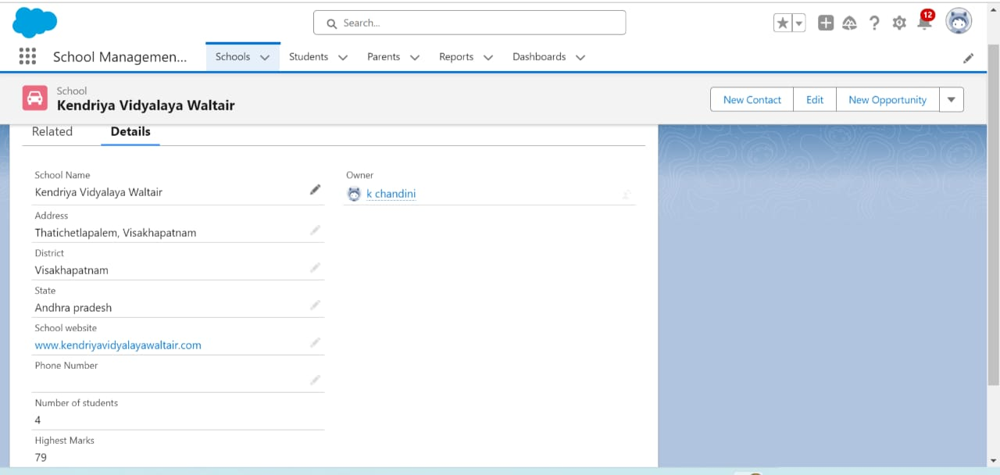 Search...
12
School Managemen...
Schools
Students
Parents
Reports
Dashboards
School
Kendriya Vidyalaya Waltair
New Contact
Edit
New Opportunity
Related
Details
School Name
Kendriya Vidyalaya Waltair
Owner
k chandini
Address
Thatichetlapalem, Visakhapatnam
District
Visakhapatnam
State
Andhra pradesh
School website
www.kendriyavidyalayawaltair.com
Phone Number
Number of students
4
Highest Marks
79